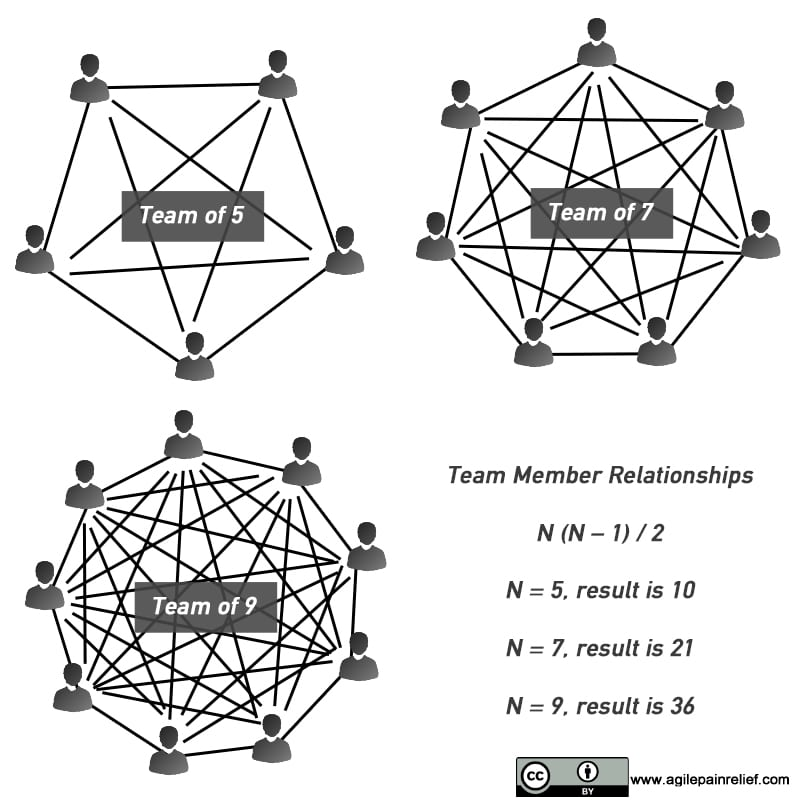 Team of 5
Team of 7
Team of 9
Team Member Relationships
N (N – 1) / 2
N = 5, result is 10
N = 7, result is 21
N = 9, result is 36
cc
BY
www.agilepainrelief.com